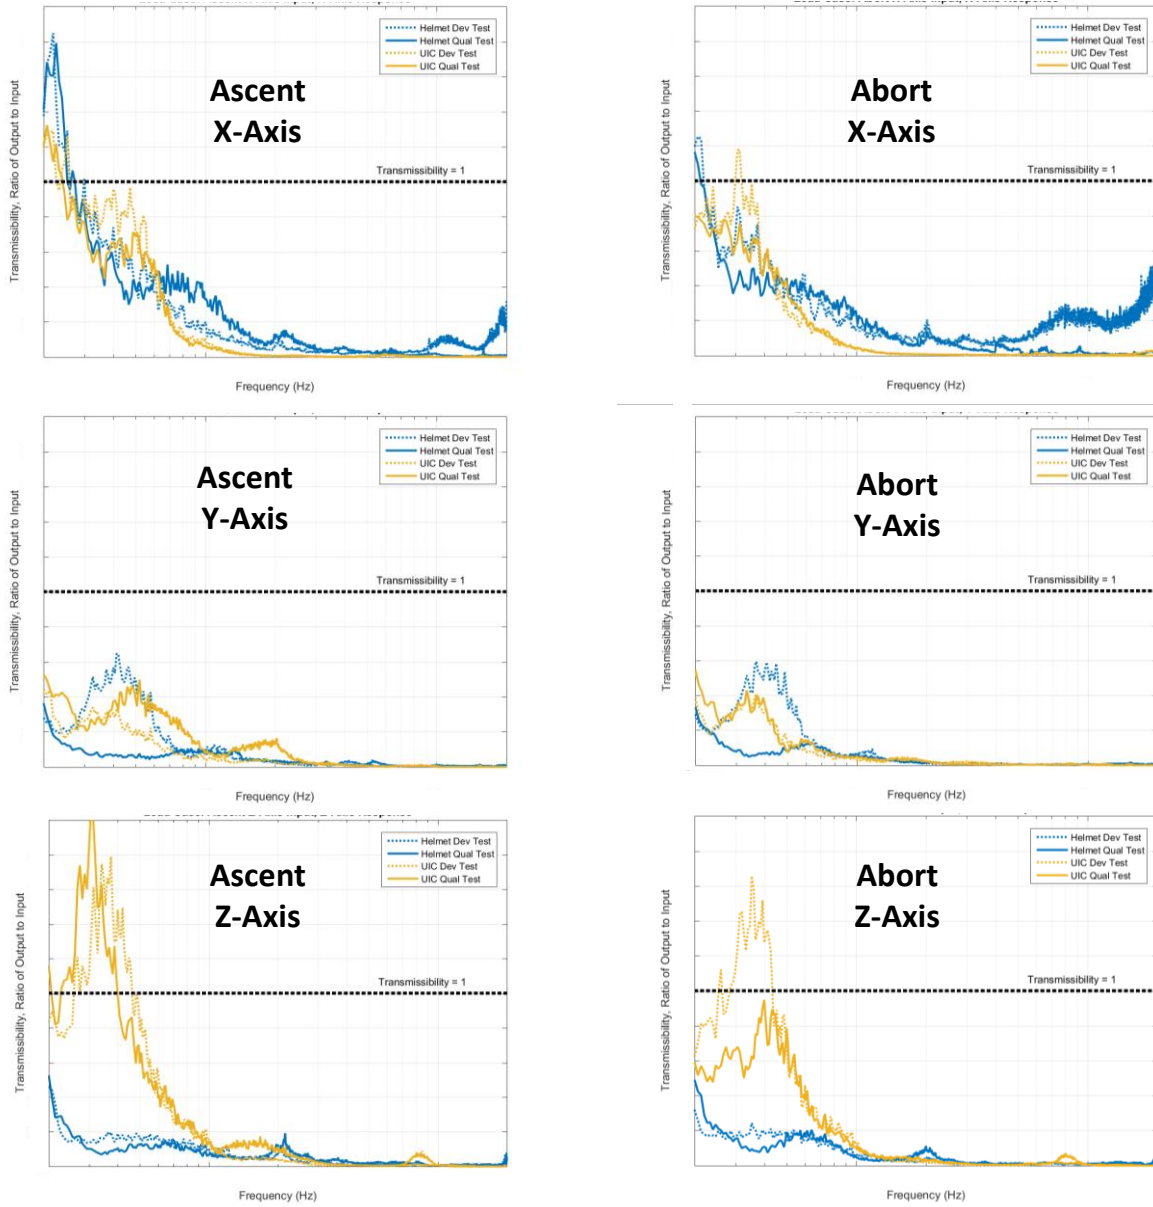 Helmet Dev Test
Helmet Qual Test
UIC Dev Test
UIC Qual Test
Ascent
X-Axis
Transmissibility = 1
Transmissibility, Ratio of Output to Input
Frequency (Hz)
Helmet Dev Test
Helmet Qual Test
UIC Dev Test
UIC Qual Test
Abort
X-Axis
Transmissibility = 1
Transmissibility, Ratio of Output to Input
Frequency (Hz)
Helmet Dev Test
Helmet Qual Test
UIC Dev Test
UIC Qual Test
Ascent
Y-Axis
Transmissibility = 1
Transmissibility, Ratio of Output to Input
Frequency (Hz)
Helmet Dev Test
Helmet Qual Test
UIC Dev Test
UIC Qual Test
Abort
Y-Axis
Transmissibility = 1
Transmissibility, Ratio of Output to Input
Frequency (Hz)
Helmet Dev Test
Helmet Qual Test
UIC Dev Test
UIC Qual Test
Ascent
Z-Axis
Transmissibility = 1
Transmissibility, Ratio of Output to Input
Frequency (Hz)
Helmet Dev Test
Helmet Qual Test
UIC Dev Test
UIC Qual Test
Abort
Z-Axis
Transmissibility = 1
Transmissibility, Ratio of Output to Input
Frequency (Hz)